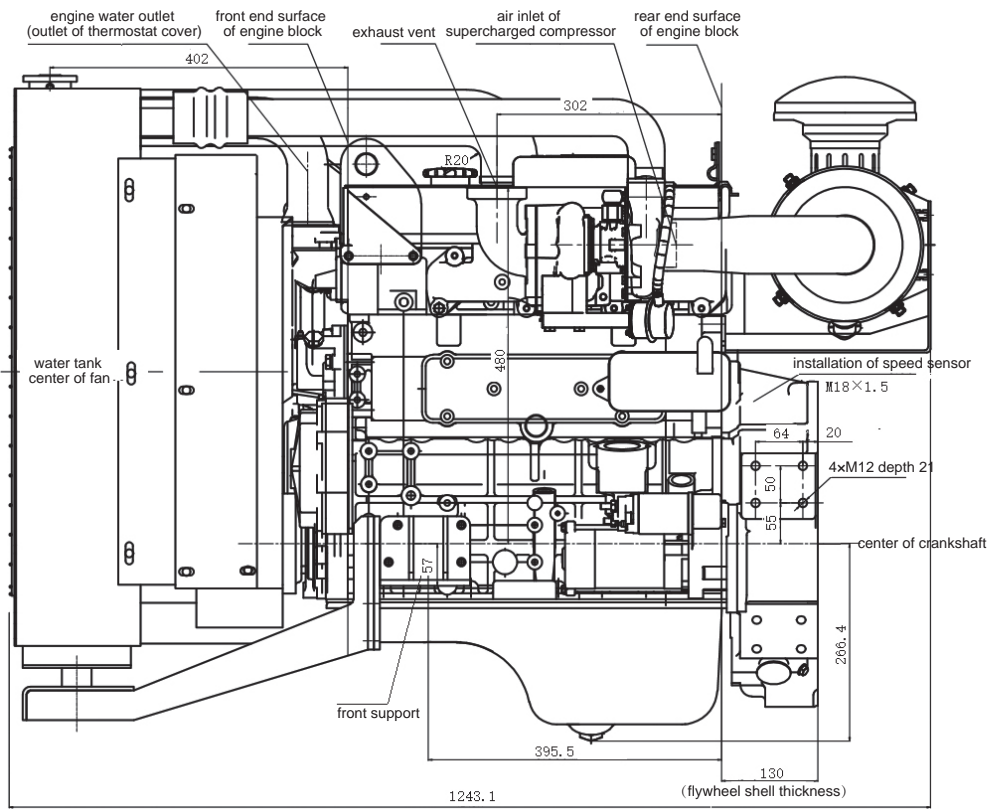 engine water outlet
(outlet of thermostat cover)
front end surface
of engine block
exhaust vent
air inlet of
supercharged compressor
rear end surface
of engine block
402
302
R20
480
water tank
center of fan
installation of speed sensor
M18×1.5
64
20
4×M12 depth 21
50
55
center of crankshaft
57
266.4
front support
395.5
130
(flywheel shell thickness)
1243.1